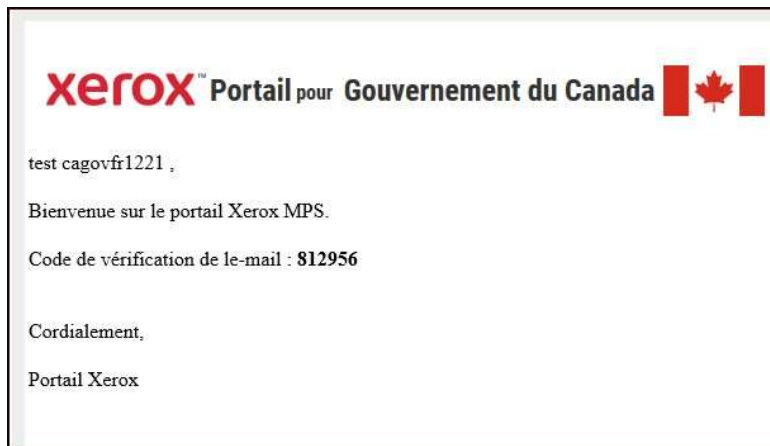 xerox™ Portail pour Gouvernement du Canada
test cagovfr1221 ,
Bienvenue sur le portail Xerox MPS.
Code de vérification de le-mail : 812956
Cordialement,
Portail Xerox